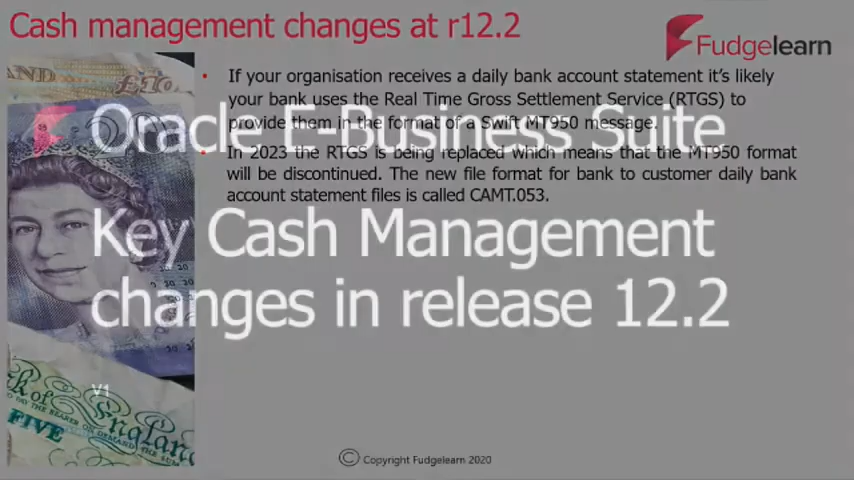 Cash management changes at r12.2
Fudgelearn
• If your organisation receives a daily bank account statement it's likely
your bank uses the Real Time Gross Settlement Service (RTGS) to
provide them in the format of a Swift MT950 message.
• In 2023 the RTGS is being replaced which means that the MT950 format
will be discontinued. The new file format for bank to customer daily bank
account statement files is called CAMT.053.
Oracle E-Business Suite
Key Cash Management
changes in release 12.2
V1
£10
FIVE
© Copyright Fudgelearn 2020